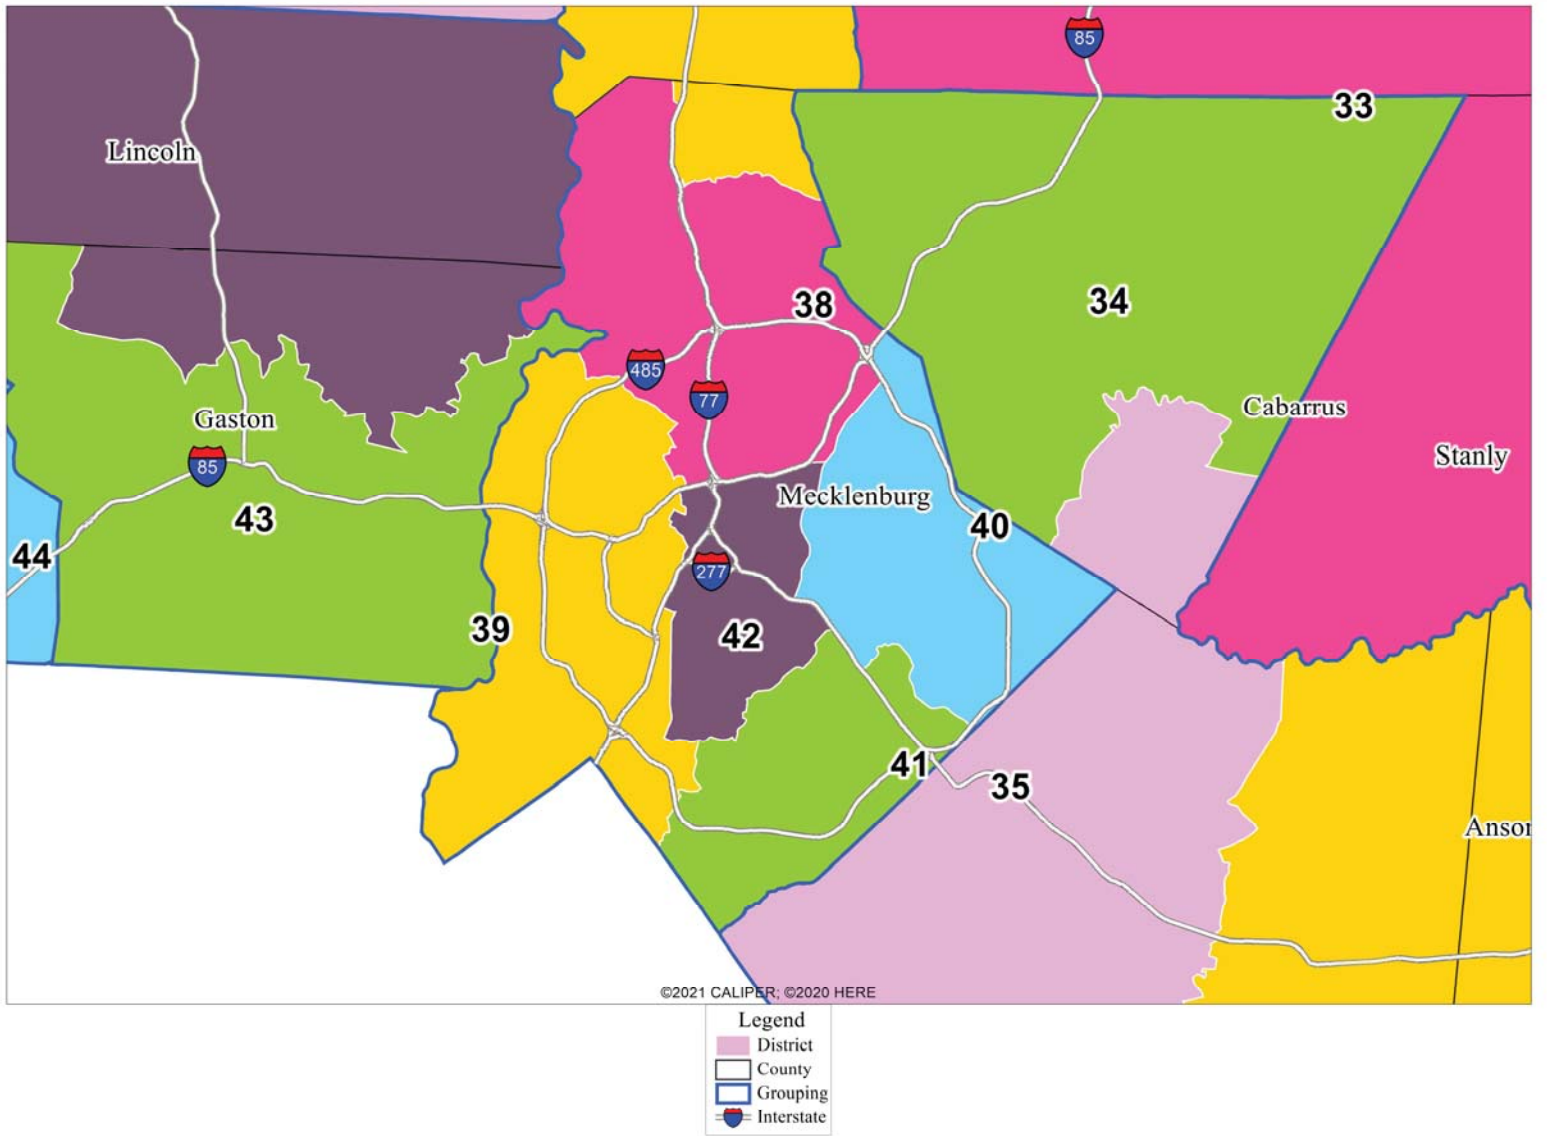 85
33
Lincoln
34
38
485
77
Cabarrus
Gaston
Stanly
85
Mecklenburg
43
40
44
277
39
42
41
35
Anson
©2021 CALIPER; ©2020 HERE
Legend
District
County
Grouping
Interstate